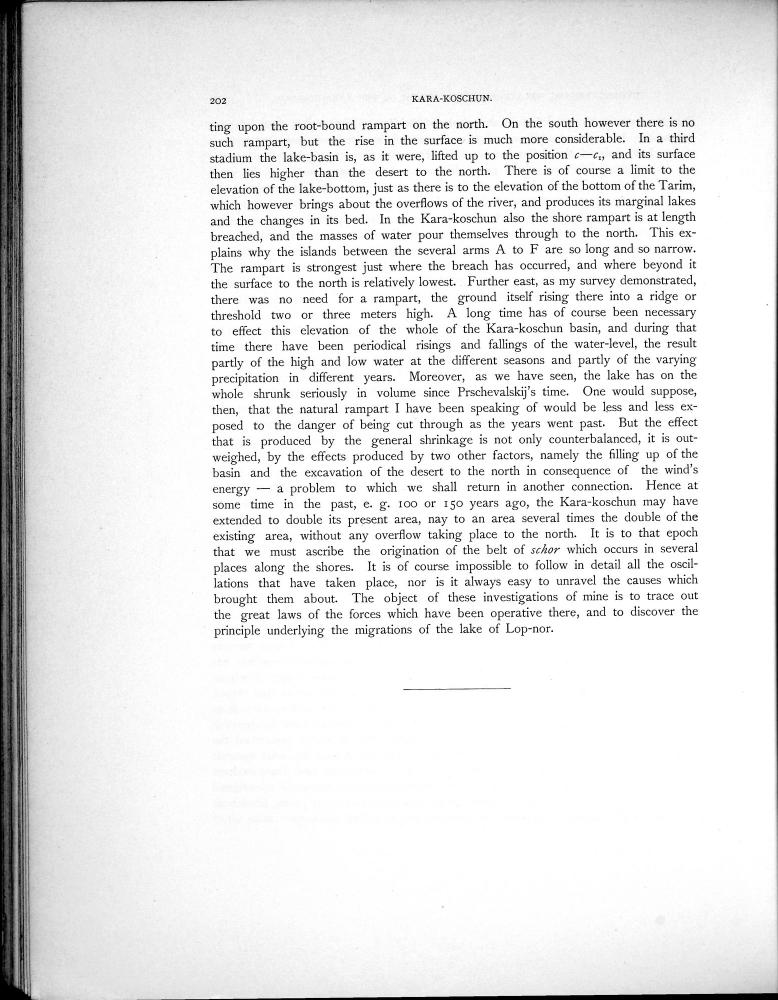 202
KARA-KOSCHUN.
ting upon the root-bound rampart on the north. On the south however there is no
such rampart, but the rise in the surface is much more considerable. In a third
stadium the lake-basin is, as it were, lifted up to the position c—c₁, and its surface
then lies higher than the desert to the north. There is of course a limit to the
elevation of the lake-bottom, just as there is to the elevation of the bottom of the Tarim,
which however brings about the overflows of the river, and produces its marginal lakes
and the changes in its bed. In the Kara-koschun also the shore rampart is at length
breached, and the masses of water pour themselves through to the north. This ex-
plains why the islands between the several arms A to F are so long and so narrow.
The rampart is strongest just where the breach has occurred, and where beyond it
the surface to the north is relatively lowest. Further east, as my survey demonstrated,
there was no need for a rampart, the ground itself rising there into a ridge or
threshold two or three meters high. A long time has of course been necessary
to effect this elevation of the whole of the Kara-koschun basin, and during that
time there have been periodical risings and fallings of the water-level, the result
partly of the high and low water at the different seasons and partly of the varying
precipitation in different years. Moreover, as we have seen, the lake has on the
whole shrunk seriously in volume since Prschevalskij's time. One would suppose,
then, that the natural rampart I have been speaking of would be less and less ex-
posed to the danger of being cut through as the years went past. But the effect
that is produced by the general shrinkage is not only counterbalanced, it is out-
weighed, by the effects produced by two other factors, namely the filling up of the
basin and the excavation of the desert to the north in consequence of the wind's
energy — a problem to which we shall return in another connection. Hence at
some time in the past, e. g. 100 or 150 years ago, the Kara-koschun may have
extended to double its present area, nay to an area several times the double of the
existing area, without any overflow taking place to the north. It is to that epoch
that we must ascribe the origination of the belt of schor which occurs in several
places along the shores. It is of course impossible to follow in detail all the oscil-
lations that have taken place, nor is it always easy to unravel the causes which
brought them about. The object of these investigations of mine is to trace out
the great laws of the forces which have been operative there, and to discover the
principle underlying the migrations of the lake of Lop-nor.